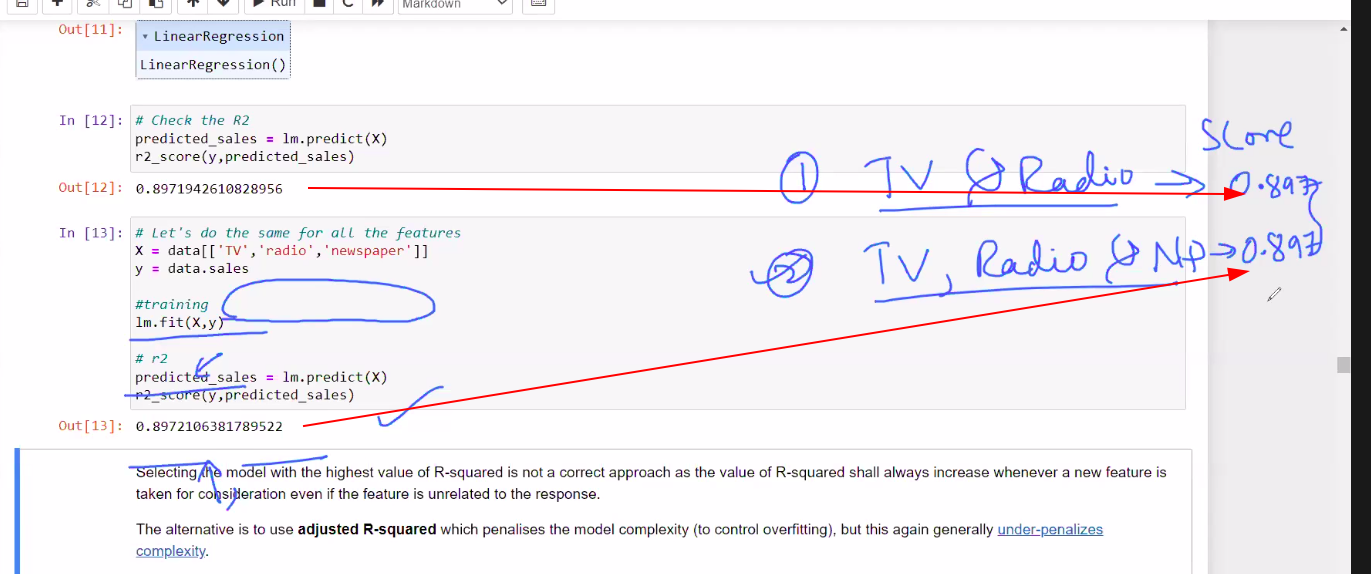 Run
Markdown
Out[11]:
LinearRegression
LinearRegression()
In [12]:
# Check the R2
predicted_sales = lm.predict(X)
r2_score(y,predicted_sales)
Out[12]: 0.8971942610828956
Score
1 TV & Radio → 0.897
In [13]:
# Let's do the same for all the features
X = data[['TV','radio','newspaper']]
y = data.sales
2 TV, Radio & NP → 0.897
#training
lm.fit(X,y)
# r2
predicted_sales = lm.predict(X)
r2_score(y,predicted_sales)
Out[13]: 0.8972106381789522
Selecting the model with the highest value of R-squared is not a correct approach as the value of R-squared shall always increase whenever a new feature is
taken for consideration even if the feature is unrelated to the response.
The alternative is to use adjusted R-squared which penalises the model complexity (to control overfitting), but this again generally under-penalizes
complexity.